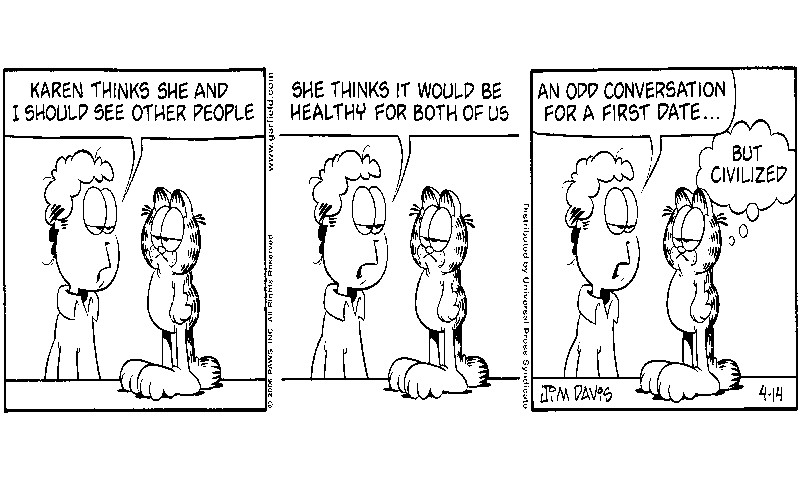 KAREN THINKS SHE AND
I SHOULD SEE OTHER PEOPLE
www.garfield.com
© 2006 PAWS, INC. All Rights Reserved.
SHE THINKS IT WOULD BE
HEALTHY FOR BOTH OF US
Distributed by Universal Press Syndicate
AN ODD CONVERSATION
FOR A FIRST DATE...
BUT
CIVILIZED
JIM DAVIS
4-14